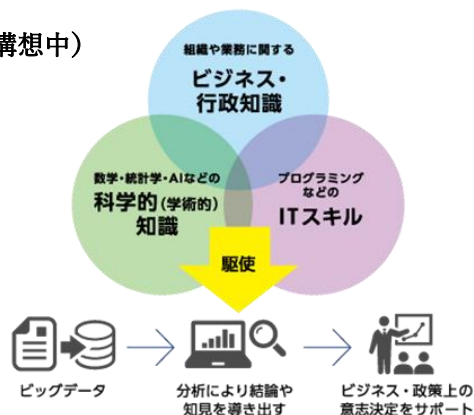 構想中）
組織や業務に関する
ビジネス・
行政知識
数学・統計学・AIなどの
科学的（学術的）
知識
プログラミング
などの
ITスキル
駆使
ビッグデータ
分析により結論や
知見を導き出す
ビジネス・政策上の
意志決定をサポート